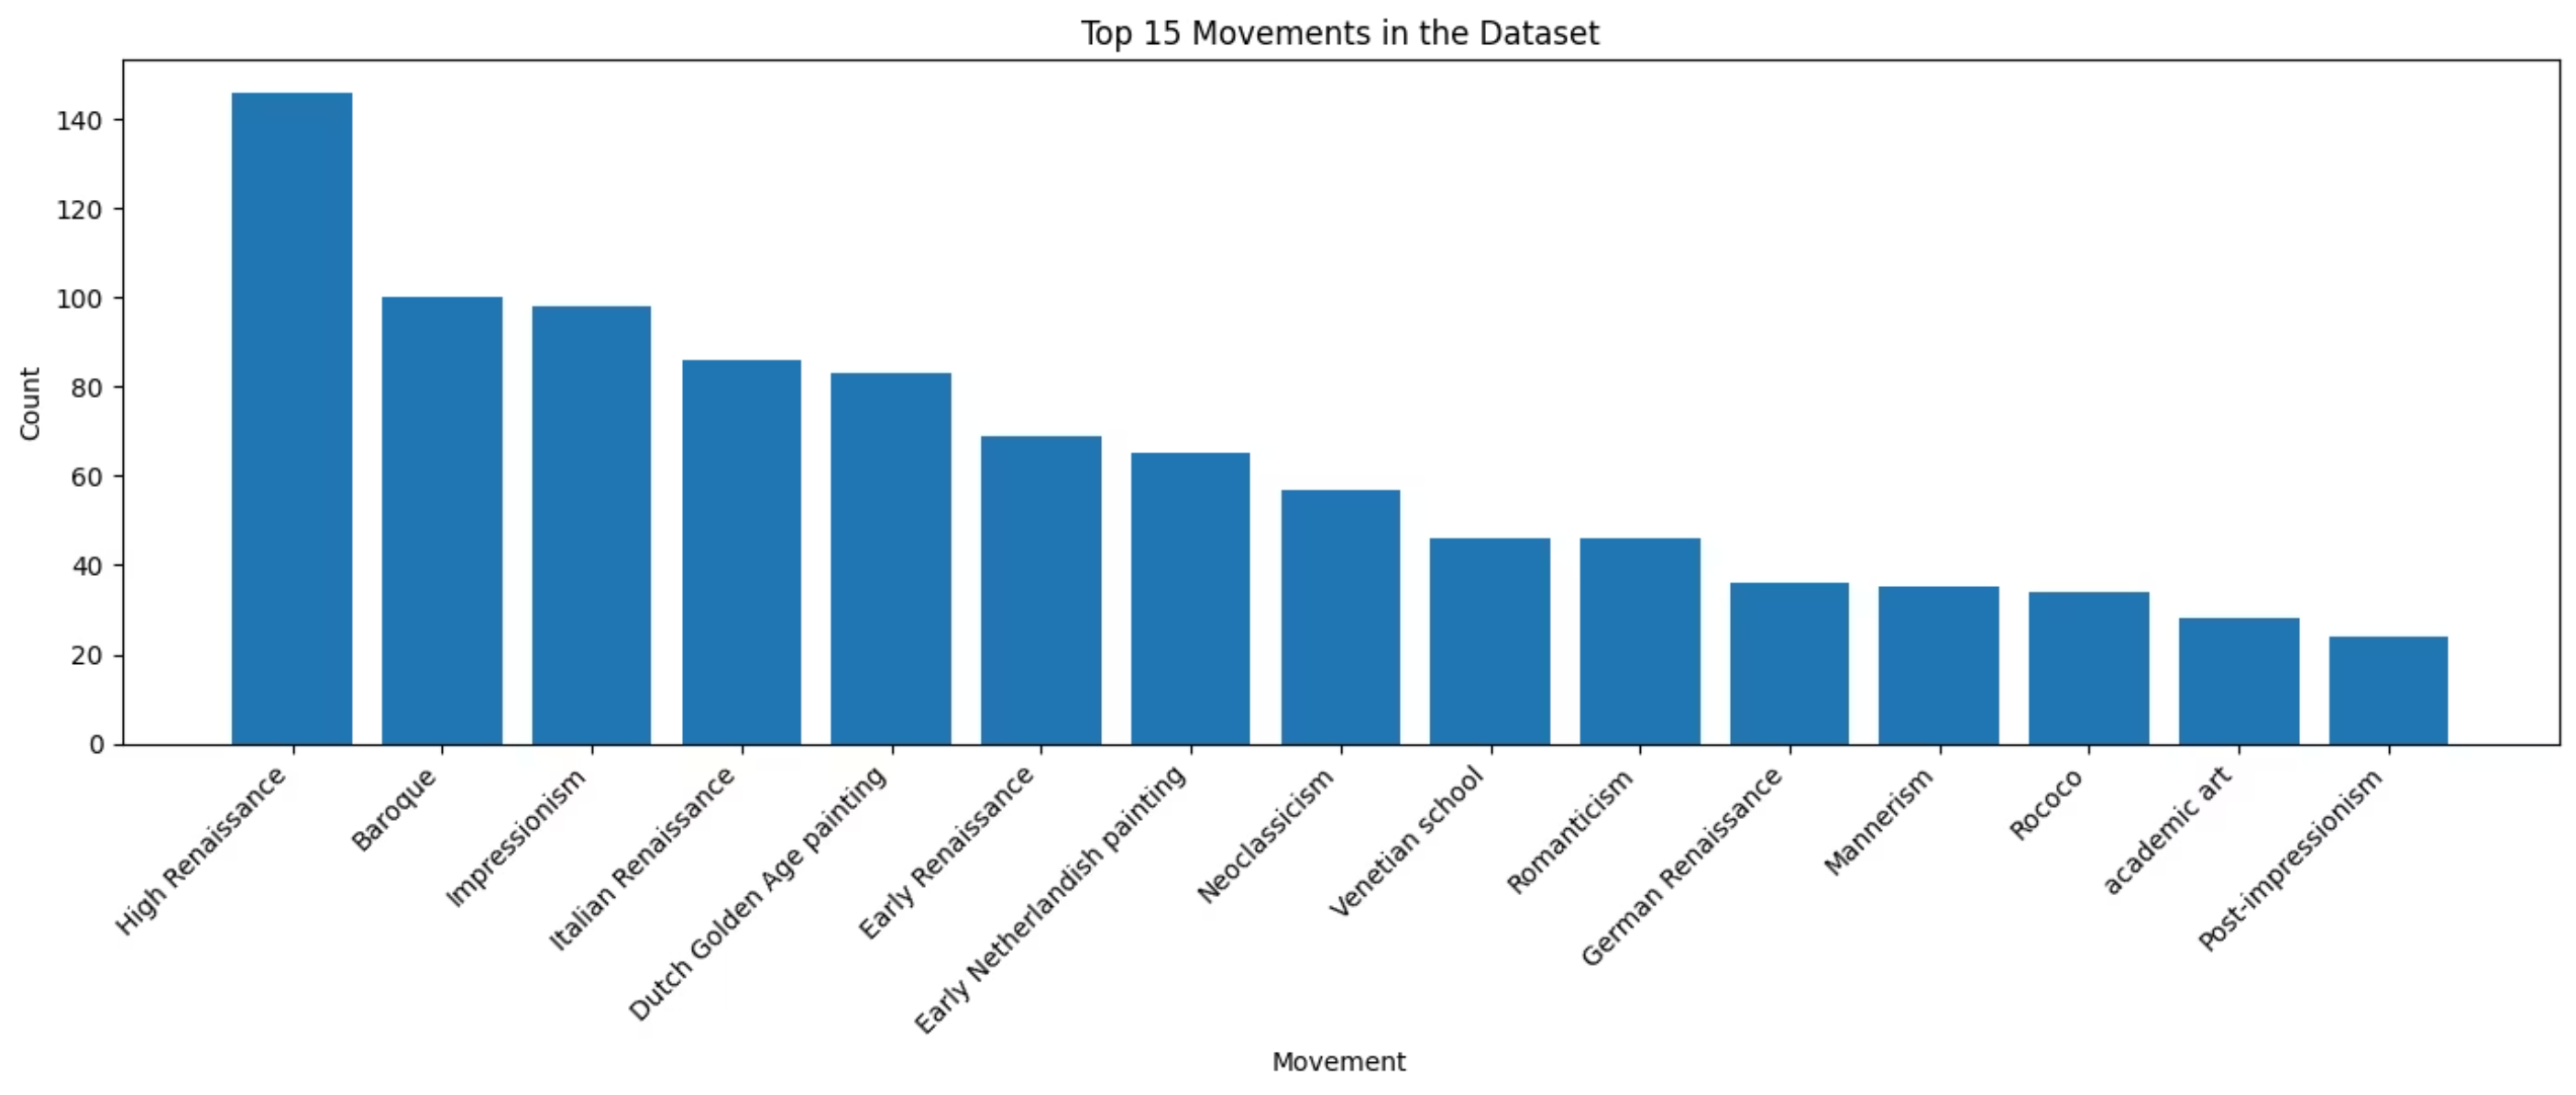 Top 15 Movements in the Dataset
Count
140
120
100
80
60
40
20
0
High Renaissance
Baroque
Impressionism
Italian Renaissance
Dutch Golden Age painting
Early Renaissance
Early Netherlandish painting
Neoclassicism
Venetian school
Romanticism
German Renaissance
Mannerism
Rococo
academic art
Post-impressionism
Movement